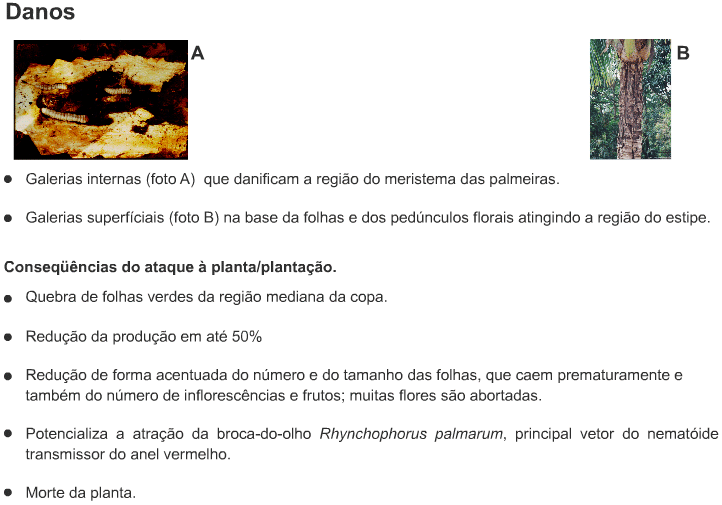 Danos
A
B
● Galerias internas (foto A) que danificam a região do meristema das palmeiras.
● Galerias superfíciais (foto B) na base da folhas e dos pedúnculos florais atingindo a região do estipe.
Conseqüências do ataque à planta/plantação.
● Quebra de folhas verdes da região mediana da copa.
● Redução da produção em até 50%
● Redução de forma acentuada do número e do tamanho das folhas, que caem prematuramente e
também do número de inflorescências e frutos; muitas flores são abortadas.
● Potencializa a atração da broca-do-olho Rhynchophorus palmarum, principal vetor do nematóide
transmissor do anel vermelho.
● Morte da planta.